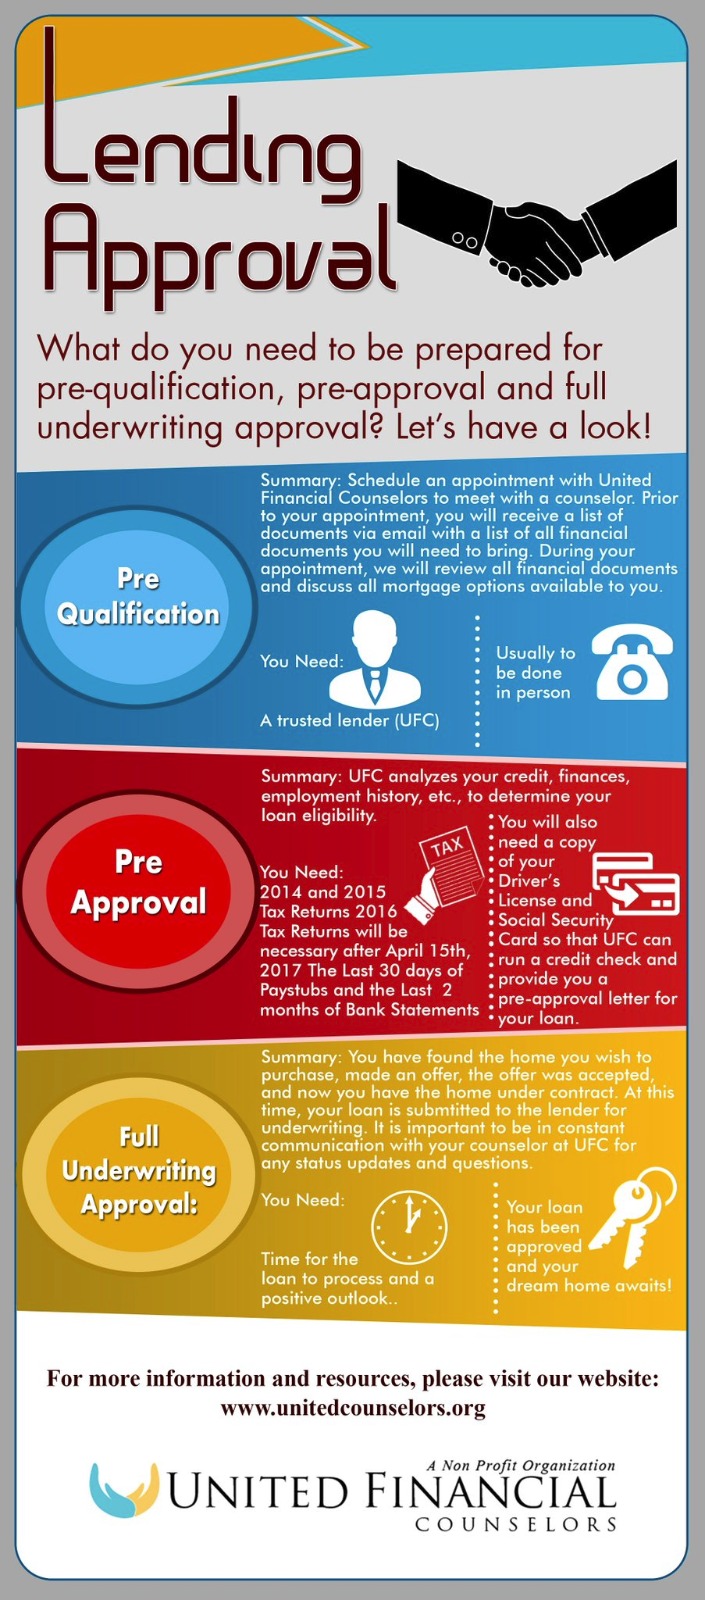 Lending
Approval
What do you need to be prepared for
pre-qualification, pre-approval and full
underwriting approval? Let's have a look!
Pre
Qualification
Summary: Schedule an appointment with United
Financial Counselors to meet with a counselor. Prior
to your appointment, you will receive a list of
documents via email with a list of all financial
documents you will need to bring. During your
appointment, we will review all financial documents
and discuss all mortgage options available to you.
You Need:
A trusted lender (UFC)
Usually to
be done
in person
Pre
Approval
Summary: UFC analyzes your credit, finances,
employment history, etc., to determine your
loan eligibility.
You Need:
2014 and 2015
Tax Returns 2016
Tax Returns will be
necessary after April 15th,
2017 The Last 30 days of
Paystubs and the Last 2
months of Bank Statements
TAX
You will also
need a copy
of your
Driver's
License and
Social Security
Card so that UFC can
run a credit check and
provide you a
pre-approval letter for
your loan.
Full
Underwriting
Approval:
Summary: You have found the home you wish to
purchase, made an offer, the offer was accepted,
and now you have the home under contract. At this
time, your loan is submtitted to the lender for
underwriting. It is important to be in constant
communication with your counselor at UFC for
any status updates and questions.
You Need:
Time for the
loan to process and a
positive outlook..
Your loan
has been
approved
and your
dream home awaits!
For more information and resources, please visit our website:
www.unitedcounselors.org
A Non Profit Organization
UNITED FINANCIAL
COUNSELORS